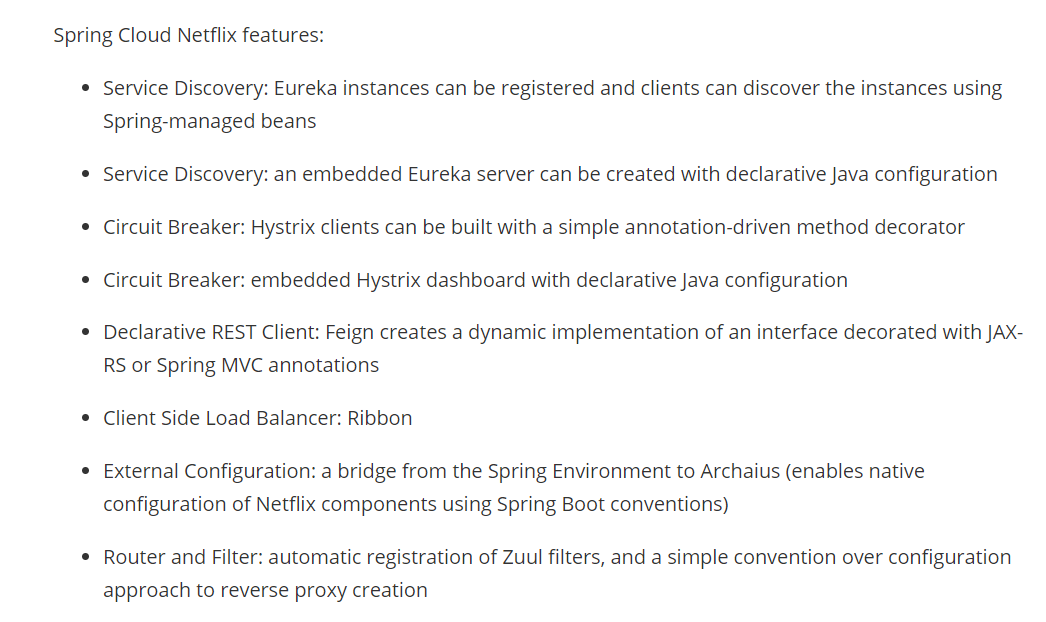 Spring Cloud Netflix features:
• Service Discovery: Eureka instances can be registered and clients can discover the instances using
Spring-managed beans
• Service Discovery: an embedded Eureka server can be created with declarative Java configuration
• Circuit Breaker: Hystrix clients can be built with a simple annotation-driven method decorator
• Circuit Breaker: embedded Hystrix dashboard with declarative Java configuration
• Declarative REST Client: Feign creates a dynamic implementation of an interface decorated with JAX-
RS or Spring MVC annotations
• Client Side Load Balancer: Ribbon
• External Configuration: a bridge from the Spring Environment to Archaius (enables native
configuration of Netflix components using Spring Boot conventions)
• Router and Filter: automatic registration of Zuul filters, and a simple convention over configuration
approach to reverse proxy creation